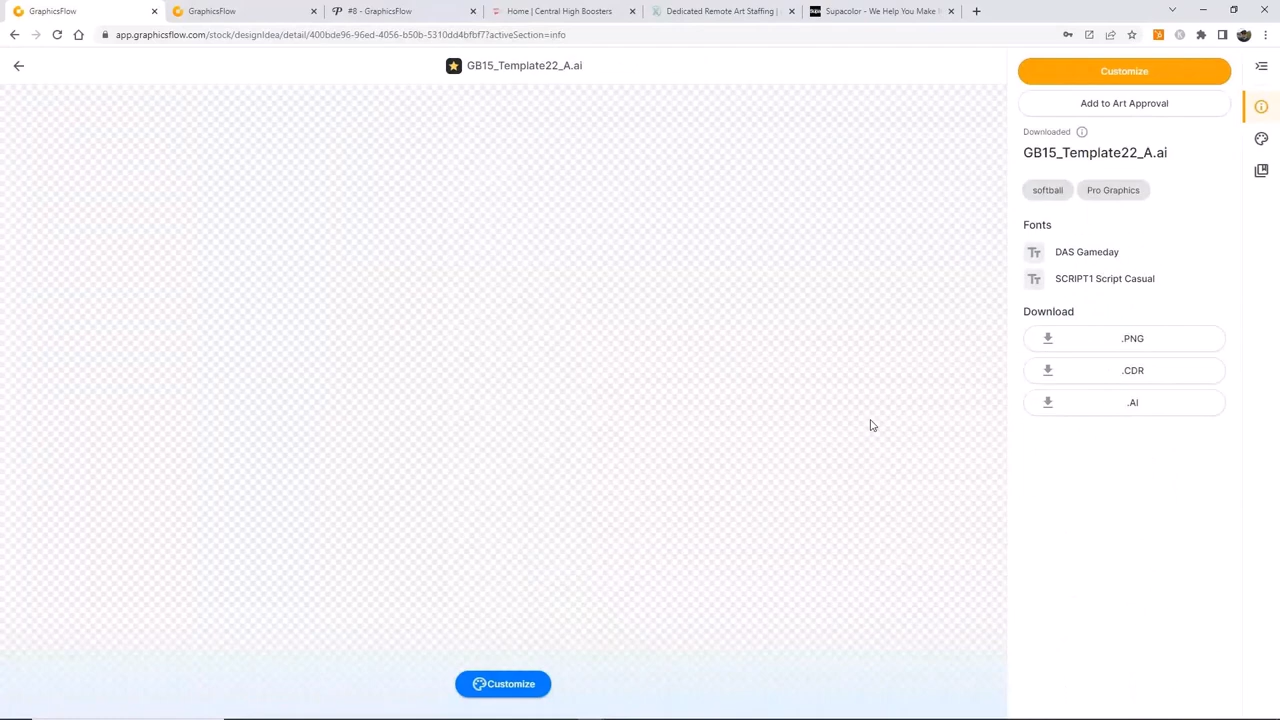 GraphicsFlow
GraphicsFlow
#8 - GraphicsFlow
Home | Central High Boosters
Dedicated Remote Art Staffing |
Supacolor - We Help You Make
app.graphicsflow.com/stock/designIdea/detail/400bde96-96ed-4056-b50b-5310dd4bfbf7?activeSection=info
GB15_Template22_A.ai
Customize
Add to Art Approval
Downloaded
GB15_Template22_A.ai
softball
Pro Graphics
Fonts
DAS Gameday
SCRIPT1 Script Casual
Download
.PNG
.CDR
.Ai
Customize